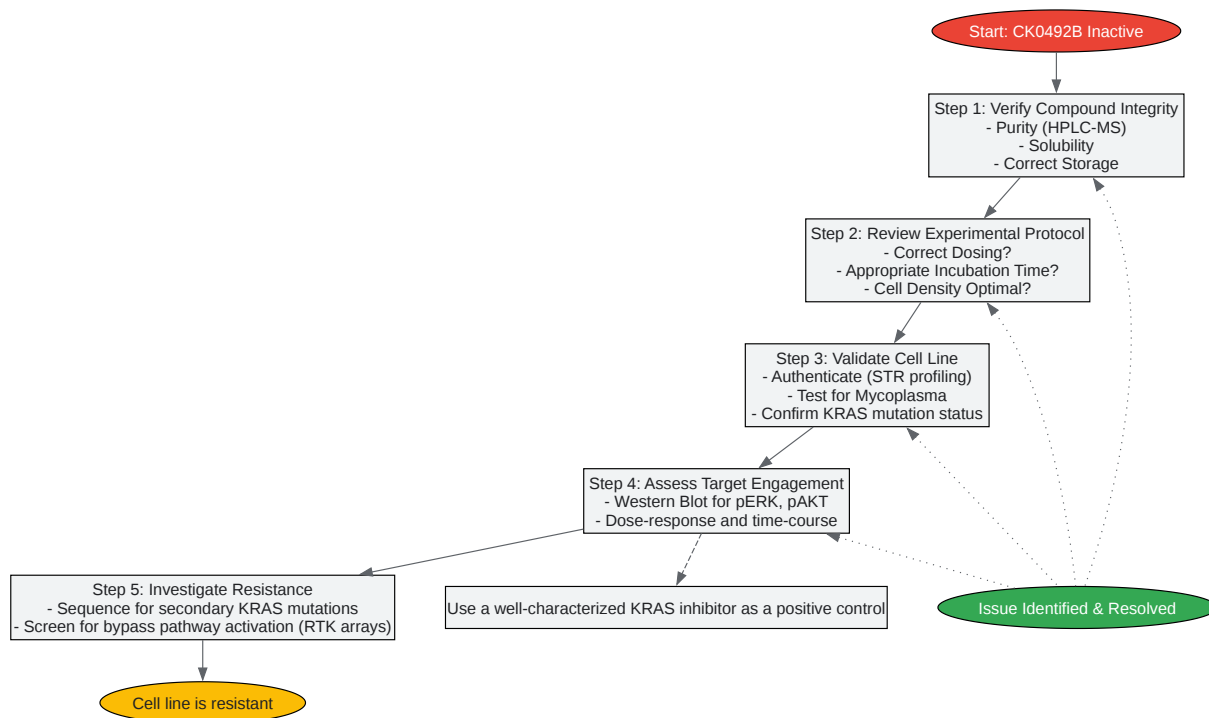 Start: CK0492B Inactive
Step 1: Verify Compound Integrity
- Purity (HPLC-MS)
- Solubility
- Correct Storage
Step 2: Review Experimental Protocol
- Correct Dosing?
- Appropriate Incubation Time?
- Cell Density Optimal?
Step 3: Validate Cell Line
- Authenticate (STR profiling)
- Test for Mycoplasma
- Confirm KRAS mutation status
Step 4: Assess Target Engagement
- Western Blot for pERK, pAKT
- Dose-response and time-course
Step 5: Investigate Resistance
- Sequence for secondary KRAS mutations
- Screen for bypass pathway activation (RTK arrays)
Use a well-characterized KRAS inhibitor as a positive control
Issue Identified & Resolved
Cell line is resistant